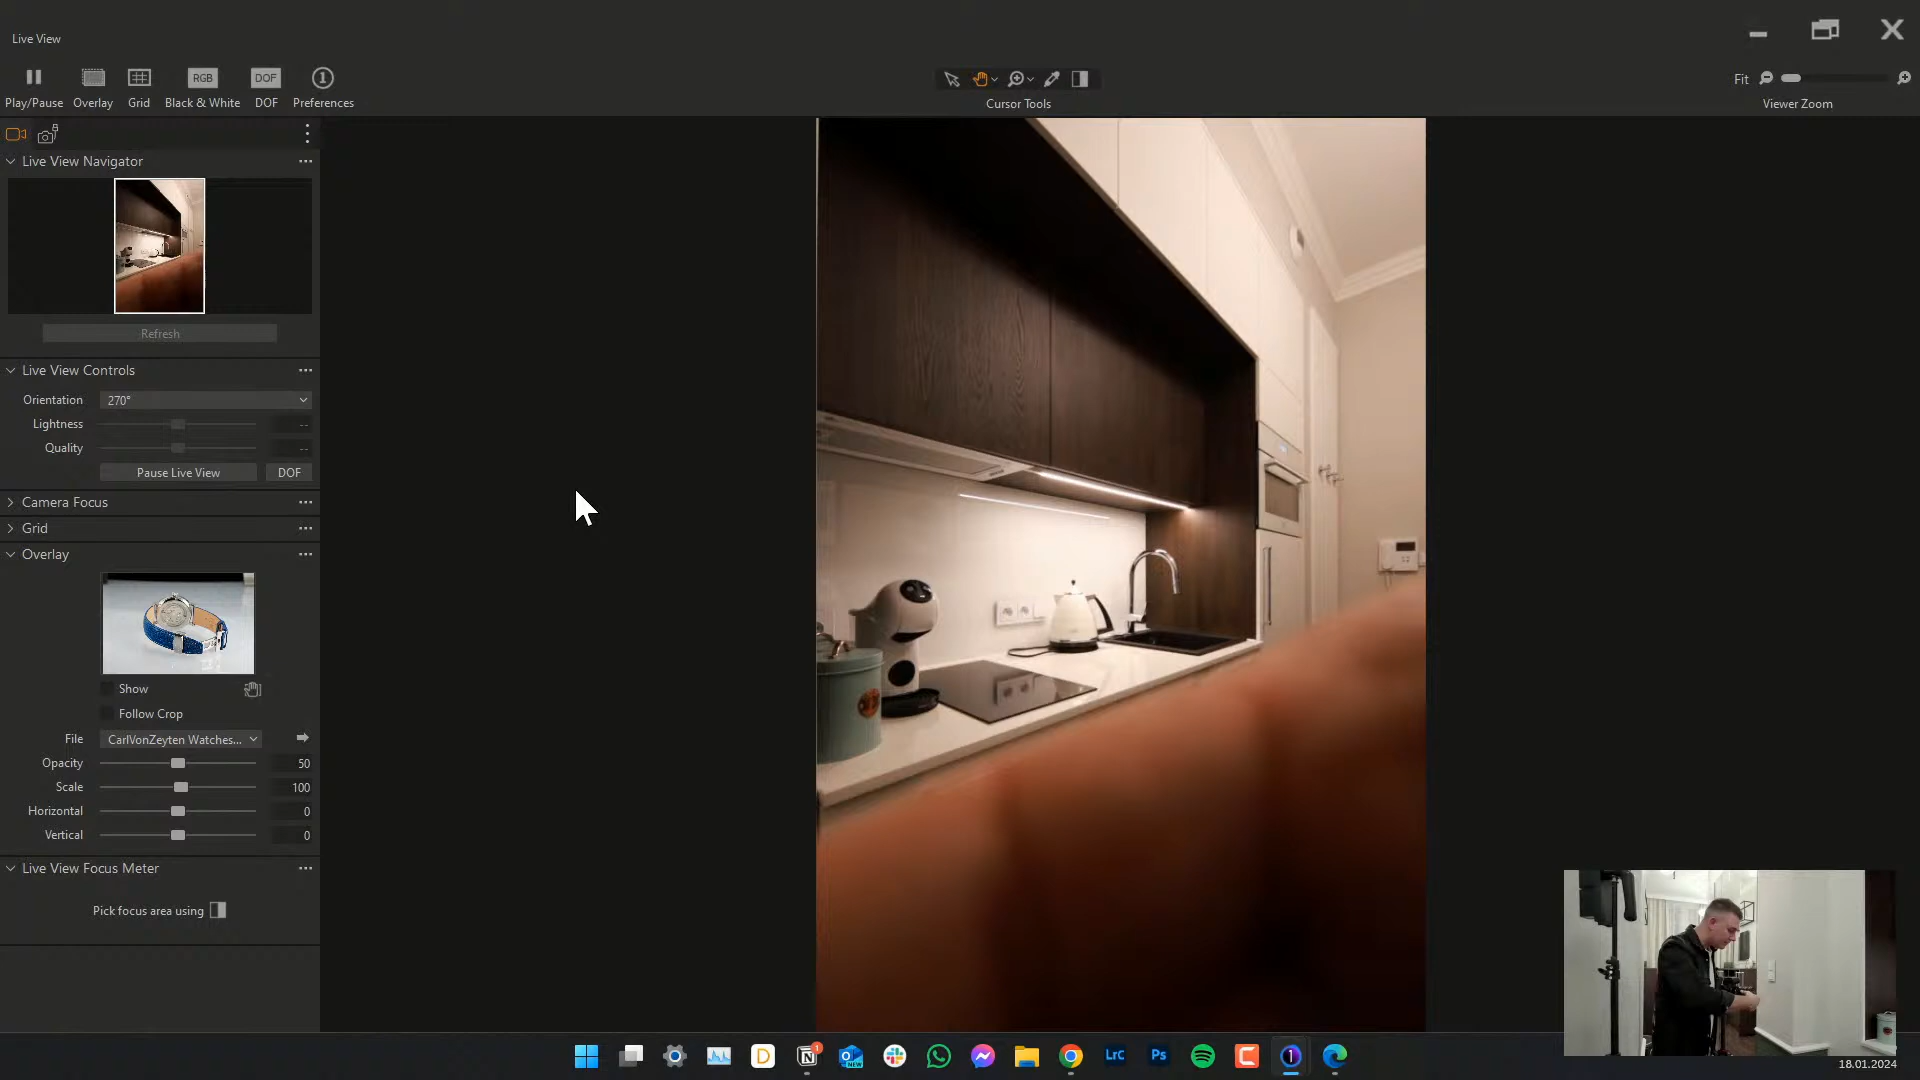 Live View
Play/Pause
Overlay
Grid
RGB
Black & White
DOF
DOF
Preferences
Cursor Tools
Fit
Viewer Zoom
Live View Navigator
Refresh
Live View Controls
Orientation 270°
Lightness --
Quality --
Pause Live View DOF
Camera Focus
Grid
Overlay
Show
Follow Crop
File CarlVonZeyten Watches...
Opacity 50
Scale 100
Horizontal 0
Vertical 0
Live View Focus Meter
Pick focus area using
D
N
1
O
NEW
LrC
Ps
C
1
18.01.2024